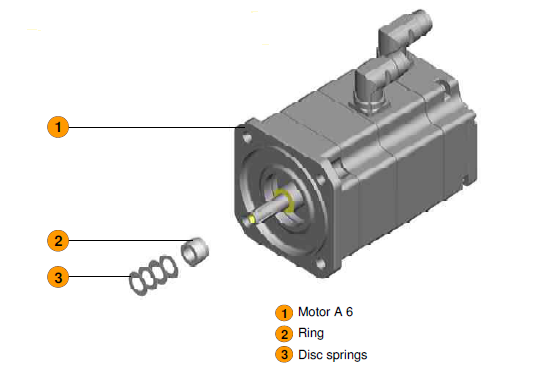 1
2
3
1 Motor A 6
2 Ring
3 Disc springs